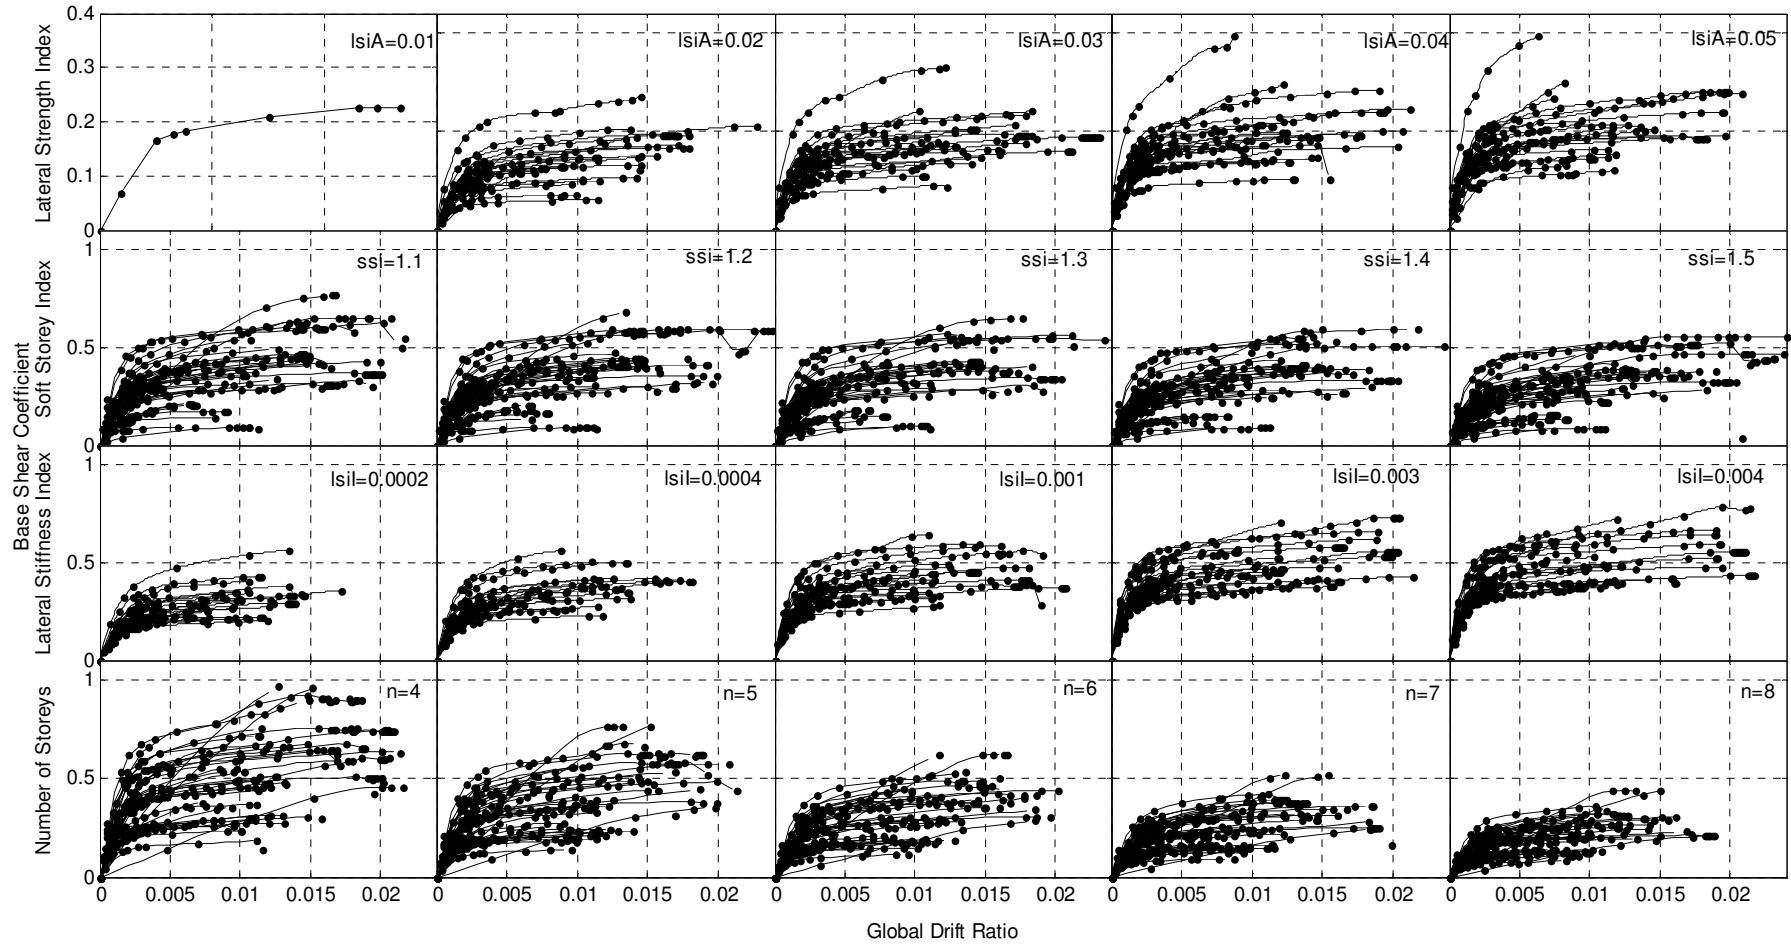 0.4
0.3
0.2
0.1
0
Lateral Strength Index
lsiA=0.01
lsiA=0.02
lsiA=0.03
lsiA=0.04
lsiA=0.05
1
0.5
0
Soft Storey Index
ssi=1.1
ssi=1.2
ssi=1.3
ssi=1.4
ssi=1.5
Base Shear Coefficient
1
0.5
0
Lateral Stiffness Index
lsiI=0.0002
lsiI=0.0004
lsiI=0.001
lsiI=0.003
lsiI=0.004
1
0.5
0
Number of Storeys
n=4
n=5
n=6
n=7
n=8
0 0.005 0.01 0.015 0.02
0 0.005 0.01 0.015 0.02
0 0.005 0.01 0.015 0.02
0 0.005 0.01 0.015 0.02
0 0.005 0.01 0.015 0.02
Global Drift Ratio